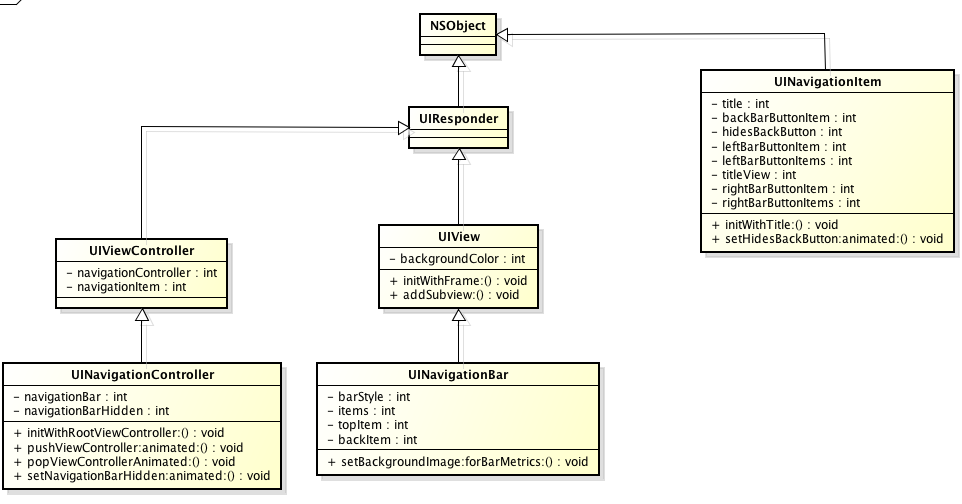 NSObject
UINavigationItem
- title : int
- backBarButtonItem : int
- hidesBackButton : int
- leftBarButtonItem : int
- leftBarButtonItems : int
- titleView : int
- rightBarButtonItem : int
- rightBarButtonItems : int
+ initWithTitle:() : void
+ setHidesBackButton:animated:() : void
UIResponder
UIViewController
- navigationController : int
- navigationItem : int
UIView
- backgroundColor : int
+ initWithFrame:() : void
+ addSubview:() : void
UINavigationController
- navigationBar : int
- navigationBarHidden : int
+ initWithRootViewController:() : void
+ pushViewController:animated:() : void
+ popViewControllerAnimated:() : void
+ setNavigationBarHidden:animated:() : void
UINavigationBar
- barStyle : int
- items : int
- topItem : int
- backItem : int
+ setBackgroundImage:forBarMetrics:() : void